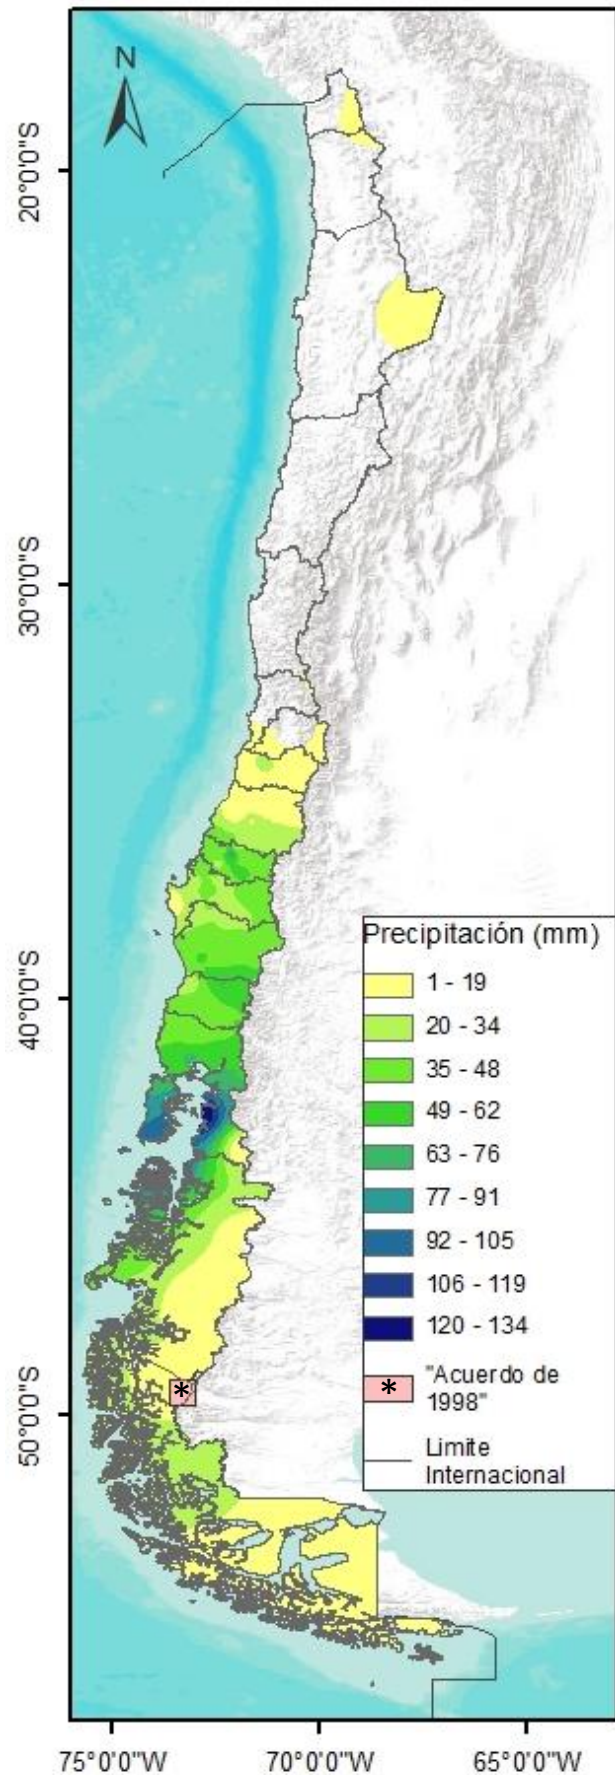 N
20°0'0"S
30°0'0"S
40°0'0"S
50°0'0"S
Precipitación (mm)
1 - 19
20 - 34
35 - 48
49 - 62
63 - 76
77 - 91
92 - 105
106 - 119
120 - 134
* "Acuerdo de
1998"
Limite
Internacional
*
75°0'0"W 70°0'0"W 65°0'0"W